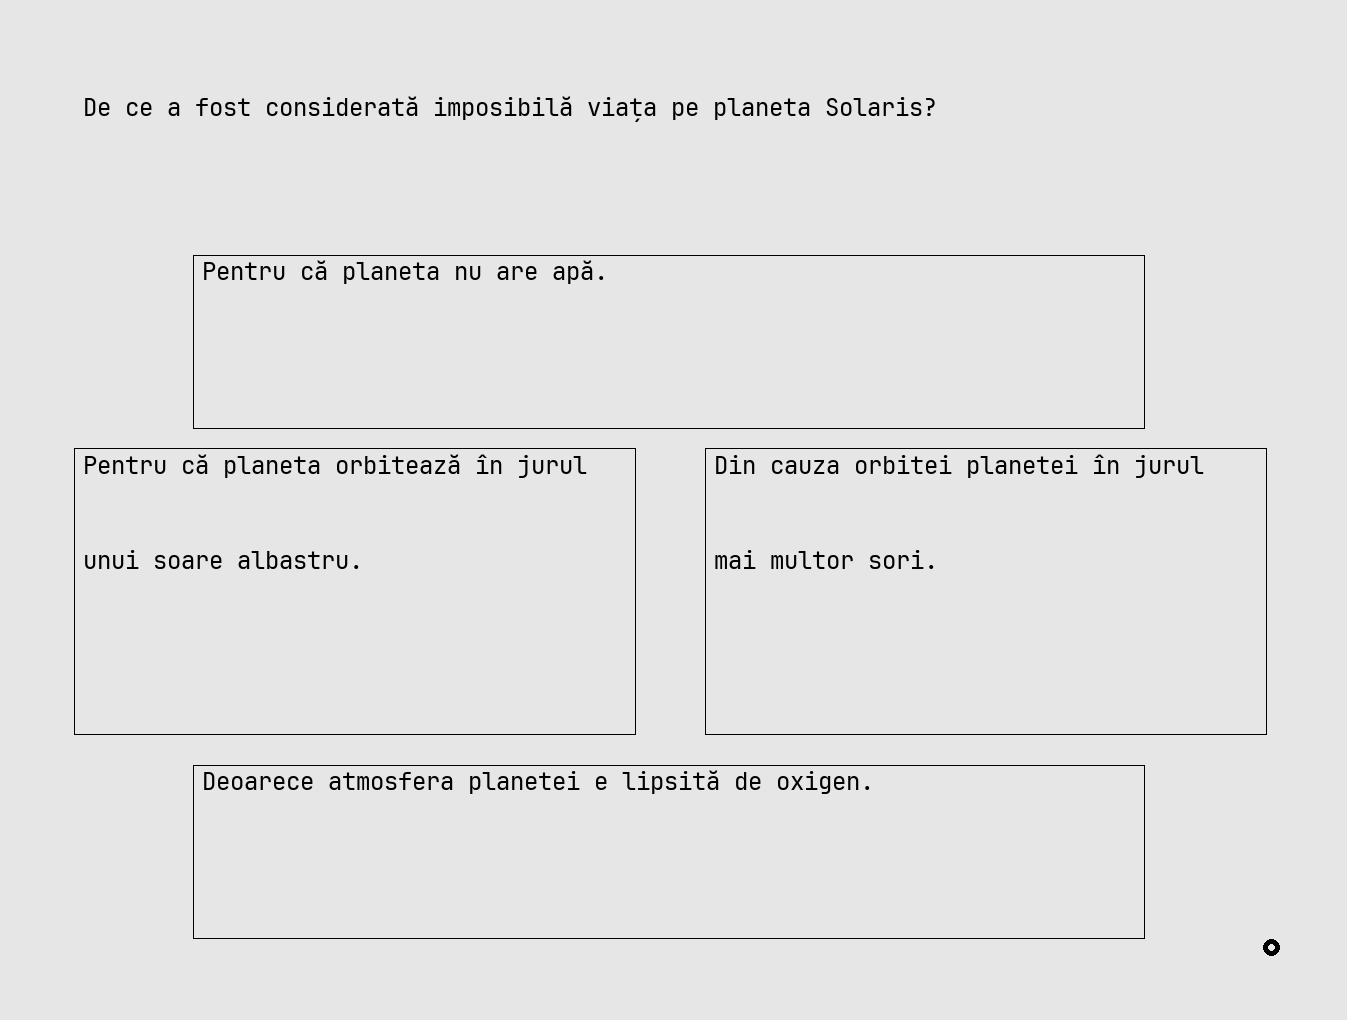 De ce a fost considerată imposibilă viața pe planeta Solaris?
Pentru că planeta nu are apă.
Pentru că planeta orbitează în jurul
unui soare albastru.
Din cauza orbitei planetei în jurul
mai multor sori.
Deoarece atmosfera planetei e lipsită de oxigen.